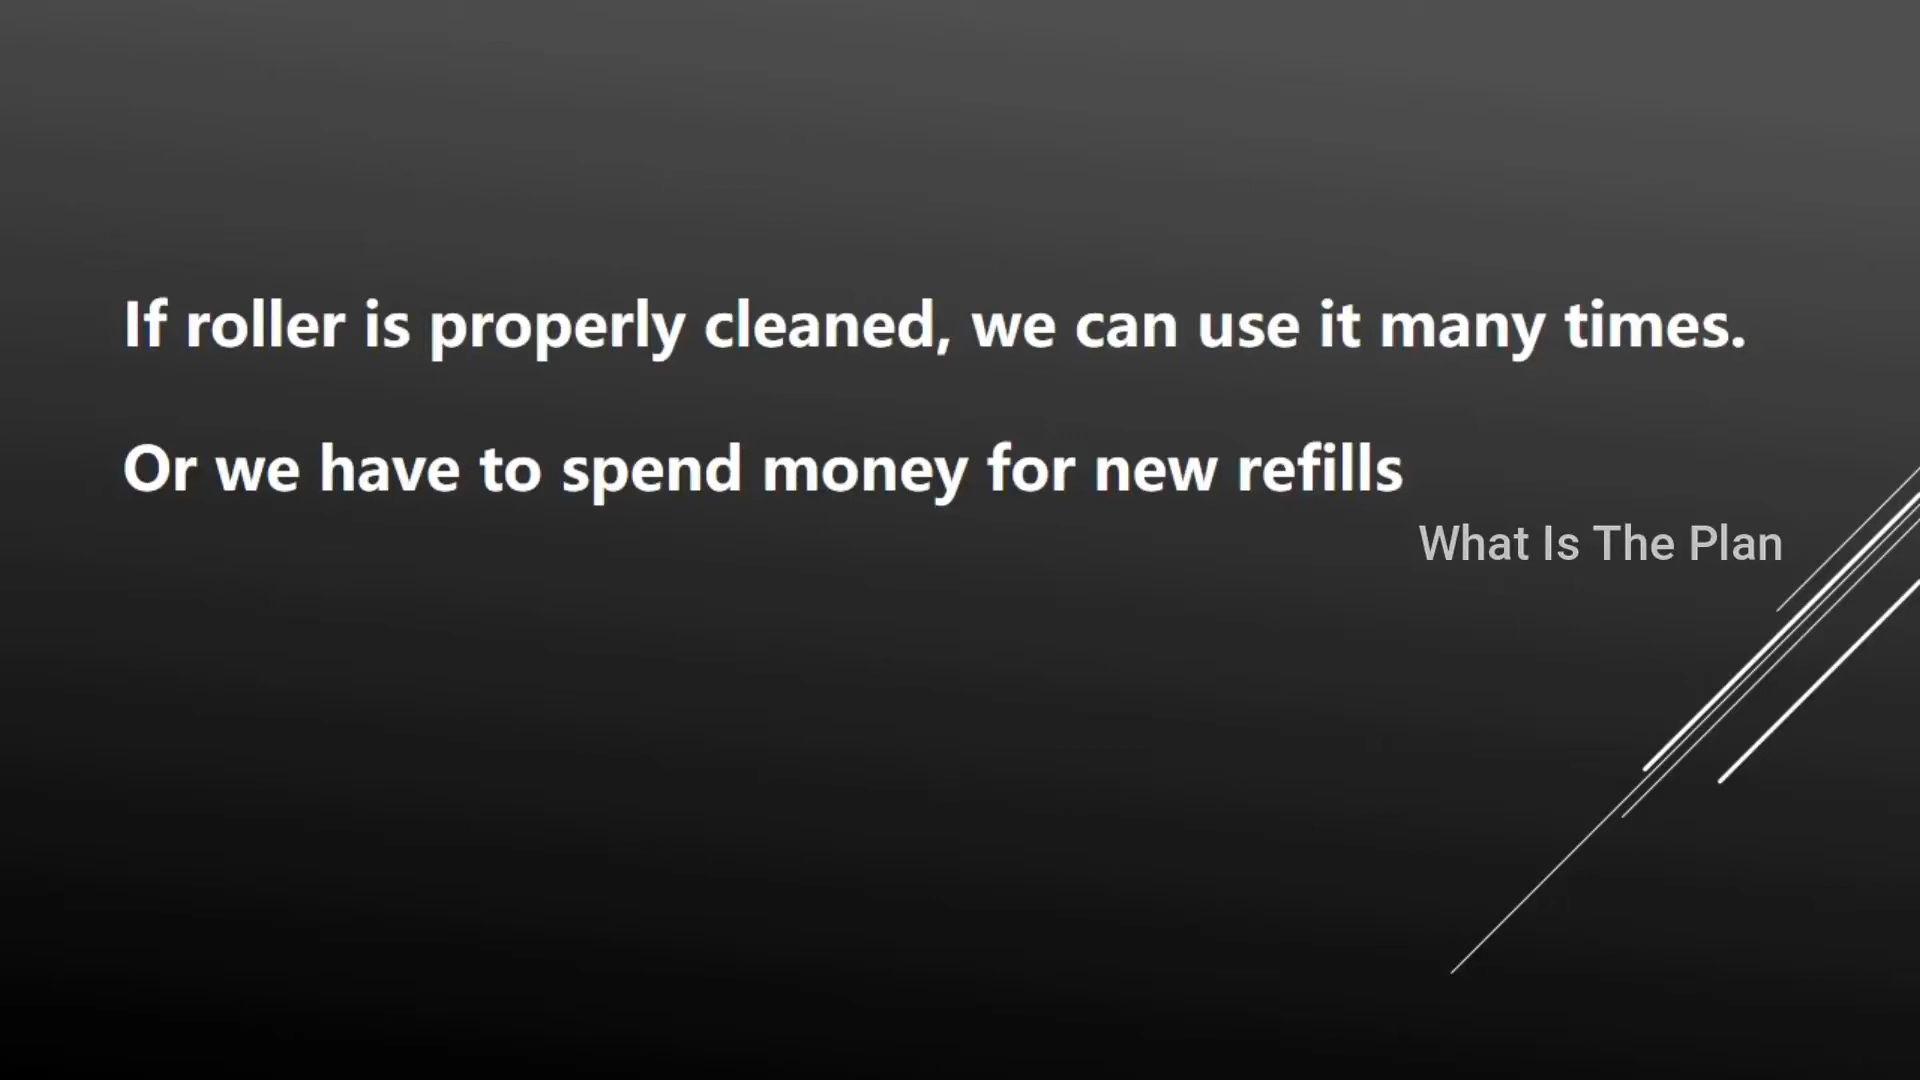 If roller is properly cleaned, we can use it many times.
Or we have to spend money for new refills
What Is The Plan